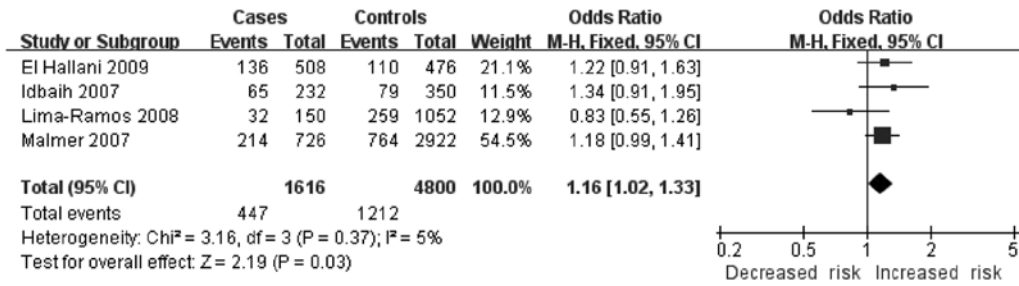 Cases Controls Odds Ratio Odds Ratio
Study or Subgroup Events Total Events Total Weight M-H, Fixed, 95% CI M-H, Fixed, 95% CI
El Hallani 2009 136 508 110 476 21.1% 1.22 [0.91, 1.63]
Idbaih 2007 65 232 79 350 11.5% 1.34 [0.91, 1.95]
Lima-Ramos 2008 32 150 259 1052 12.9% 0.83 [0.55, 1.26]
Malmer 2007 214 726 764 2922 54.5% 1.18 [0.99, 1.41]
Total (95% CI) 1616 4800 100.0% 1.16 [1.02, 1.33]
Total events 447 1212
Heterogeneity: Chi² = 3.16, df = 3 (P = 0.37); I² = 5%
Test for overall effect: Z = 2.19 (P = 0.03)
0.2 0.5 1 2 5
Decreased risk Increased risk